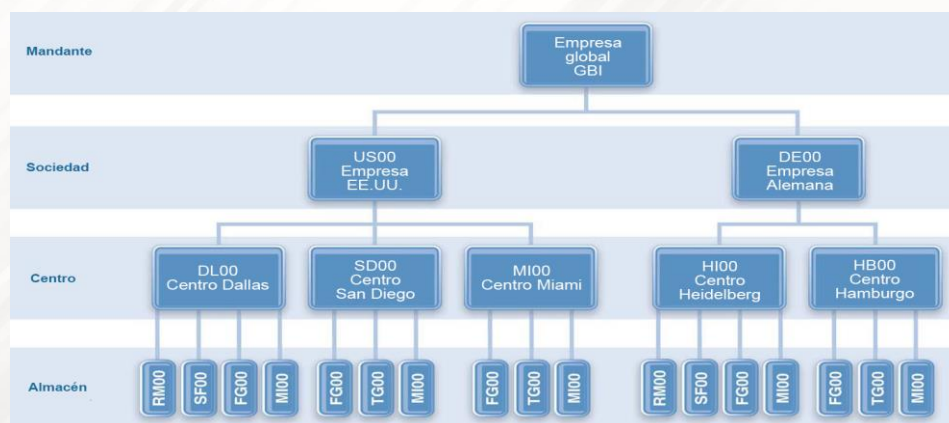 Mandante
Empresa
global
GBI
Sociedad
US00
Empresa
EE.UU.
DE00
Empresa
Alemana
Centro
DL00
Centro Dallas
SD00
Centro
San Diego
MI00
Centro Miami
HI00
Centro
Heidelberg
HB00
Centro
Hamburgo
Almacén
RM00
SF00
FG00
MI00
FG00
TG00
MI00
FG00
TG00
MI00
RM00
SF00
FG00
MI00
FG00
TG00
MI00